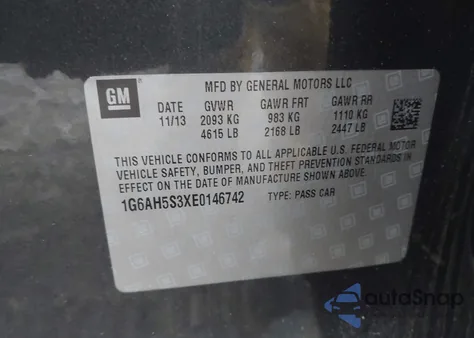 GM
MFD BY GENERAL MOTORS LLC
DATE GVWR GAWR FRT GAWR RR
11/13 2093 KG 983 KG 1110 KG
4615 LB 2168 LB 2447 LB
THIS VEHICLE CONFORMS TO ALL APPLICABLE U.S. FEDERAL MOTOR
VEHICLE SAFETY, BUMPER, AND THEFT PREVENTION STANDARDS IN
EFFECT ON THE DATE OF MANUFACTURE SHOWN ABOVE.
1G6AH5S3XE0146742 TYPE: PASS CAR
autoSnap